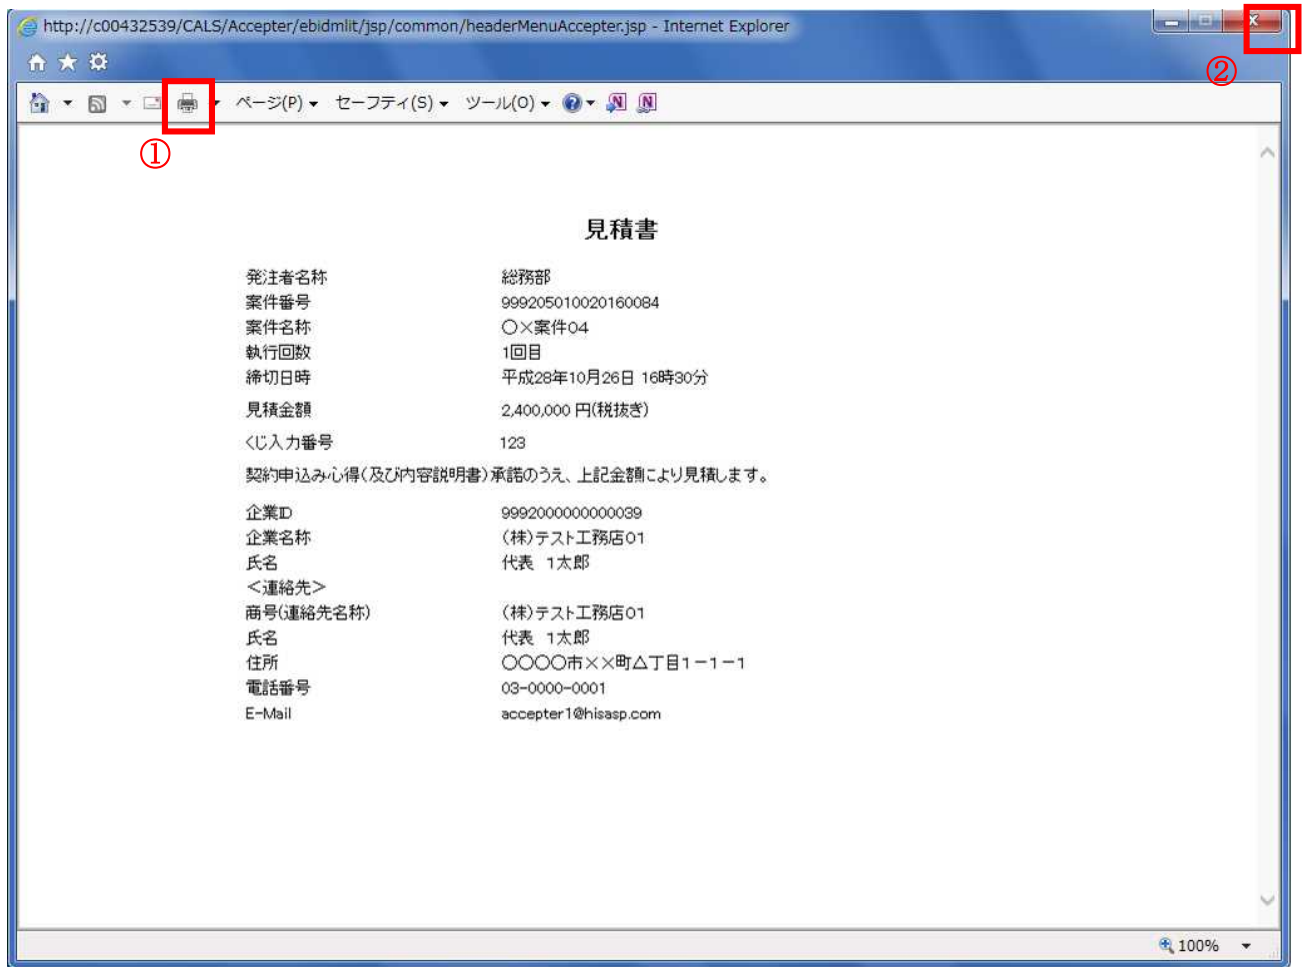 http://c00432539/CALS/Accepter/ebidmlit/jsp/common/headerMenuAccepter.jsp - Internet Explorer
②
ページ(P) セーフティ(S) ツール(O)
①
見積書
発注者名称 総務部
案件番号 999205010020160084
案件名称 〇×案件04
執行回数 1回目
締切日時 平成28年10月26日 16時30分
見積金額 2,400,000 円(税抜き)
くじ入力番号 123
契約申込み心得(及び内容説明書)承諾のうえ、上記金額により見積します。
企業ID 9992000000000039
企業名称 (株)テスト工務店01
氏名 代表 1太郎
＜連絡先＞
商号(連絡先名称) (株)テスト工務店01
氏名 代表 1太郎
住所 〇〇〇〇市××町△丁目1－1－1
電話番号 03-0000-0001
E-Mail accepter1@hisasp.com
100%